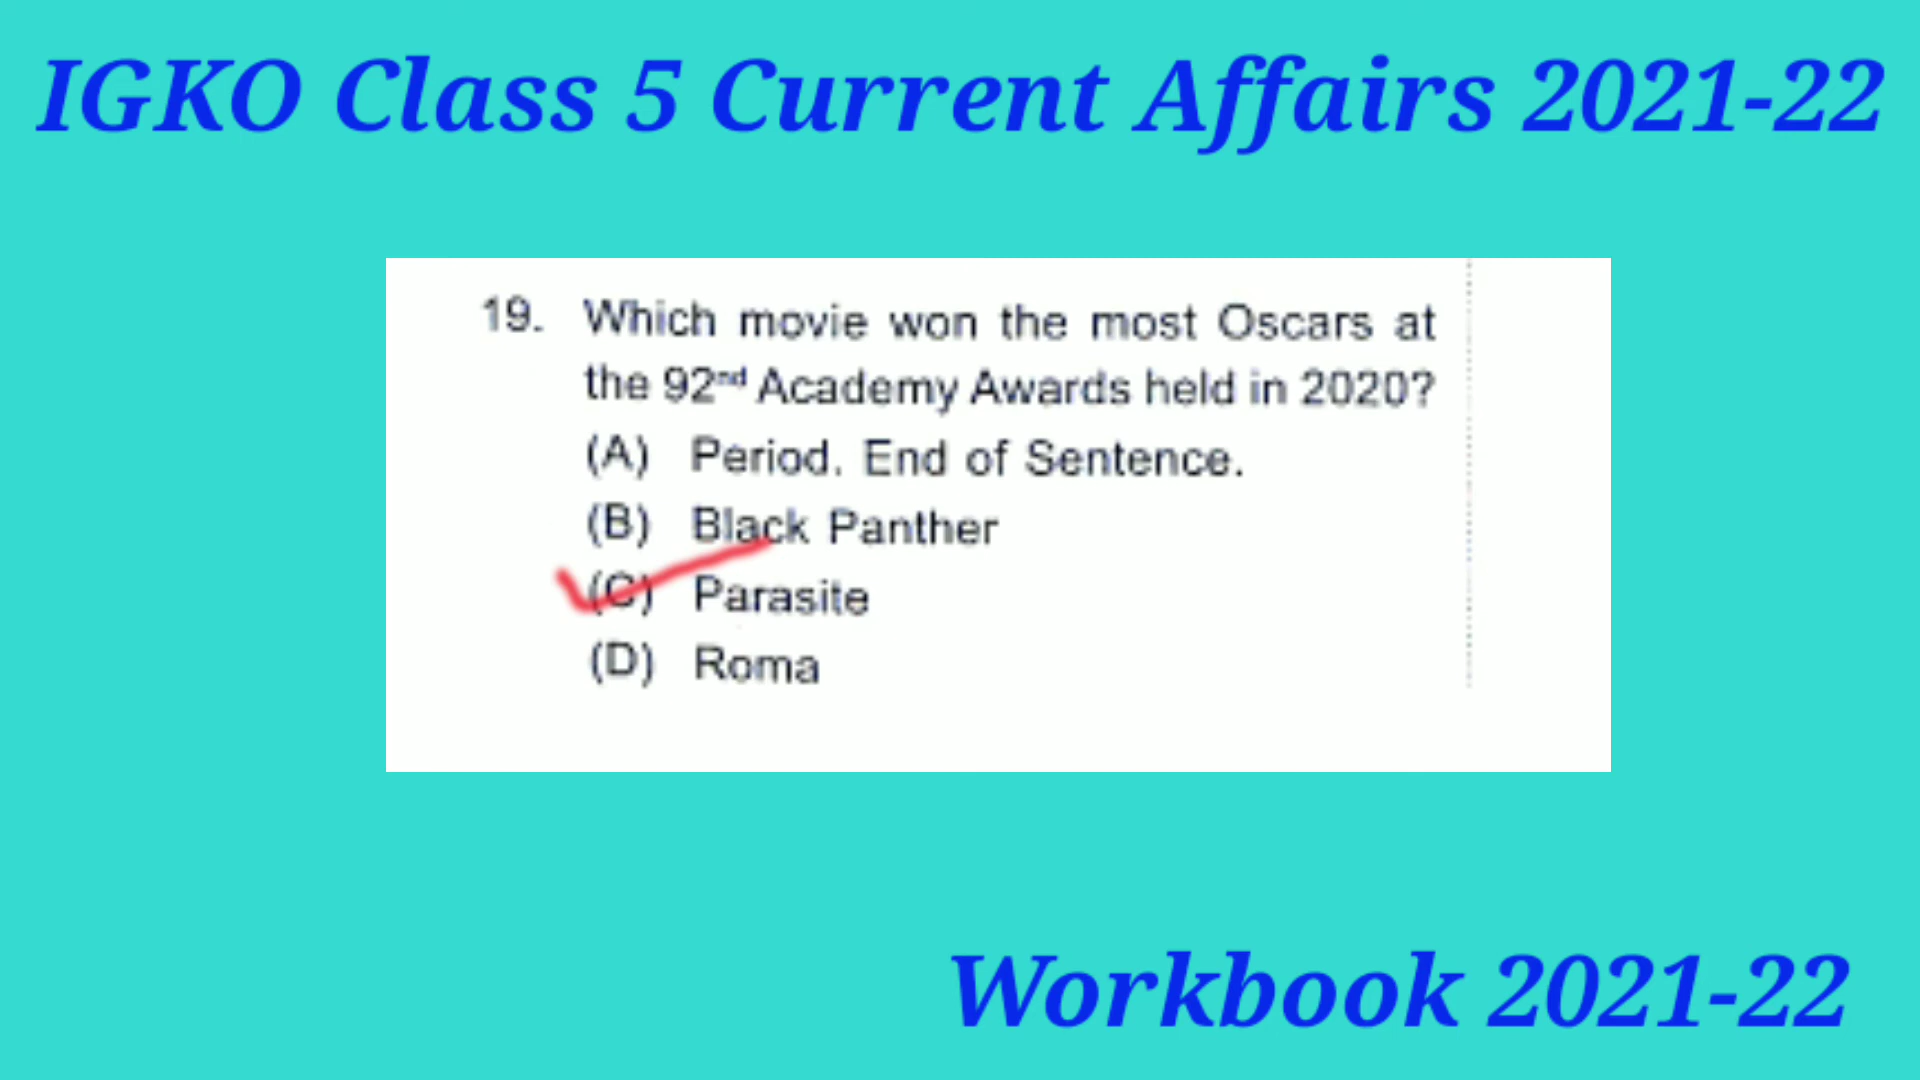 IGKO Class 5 Current Affairs 2021-22
19. Which movie won the most Oscars at
the 92nd Academy Awards held in 2020?
(A) Period. End of Sentence.
(B) Black Panther
(C) Parasite
(D) Roma
Workbook 2021-22